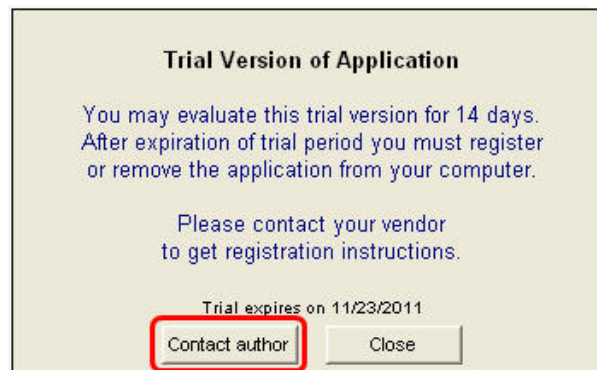 Trial Version of Application
You may evaluate this trial version for 14 days.
After expiration of trial period you must register
or remove the application from your computer.
Please contact your vendor
to get registration instructions.
Trial expires on 11/23/2011
Contact author
Close